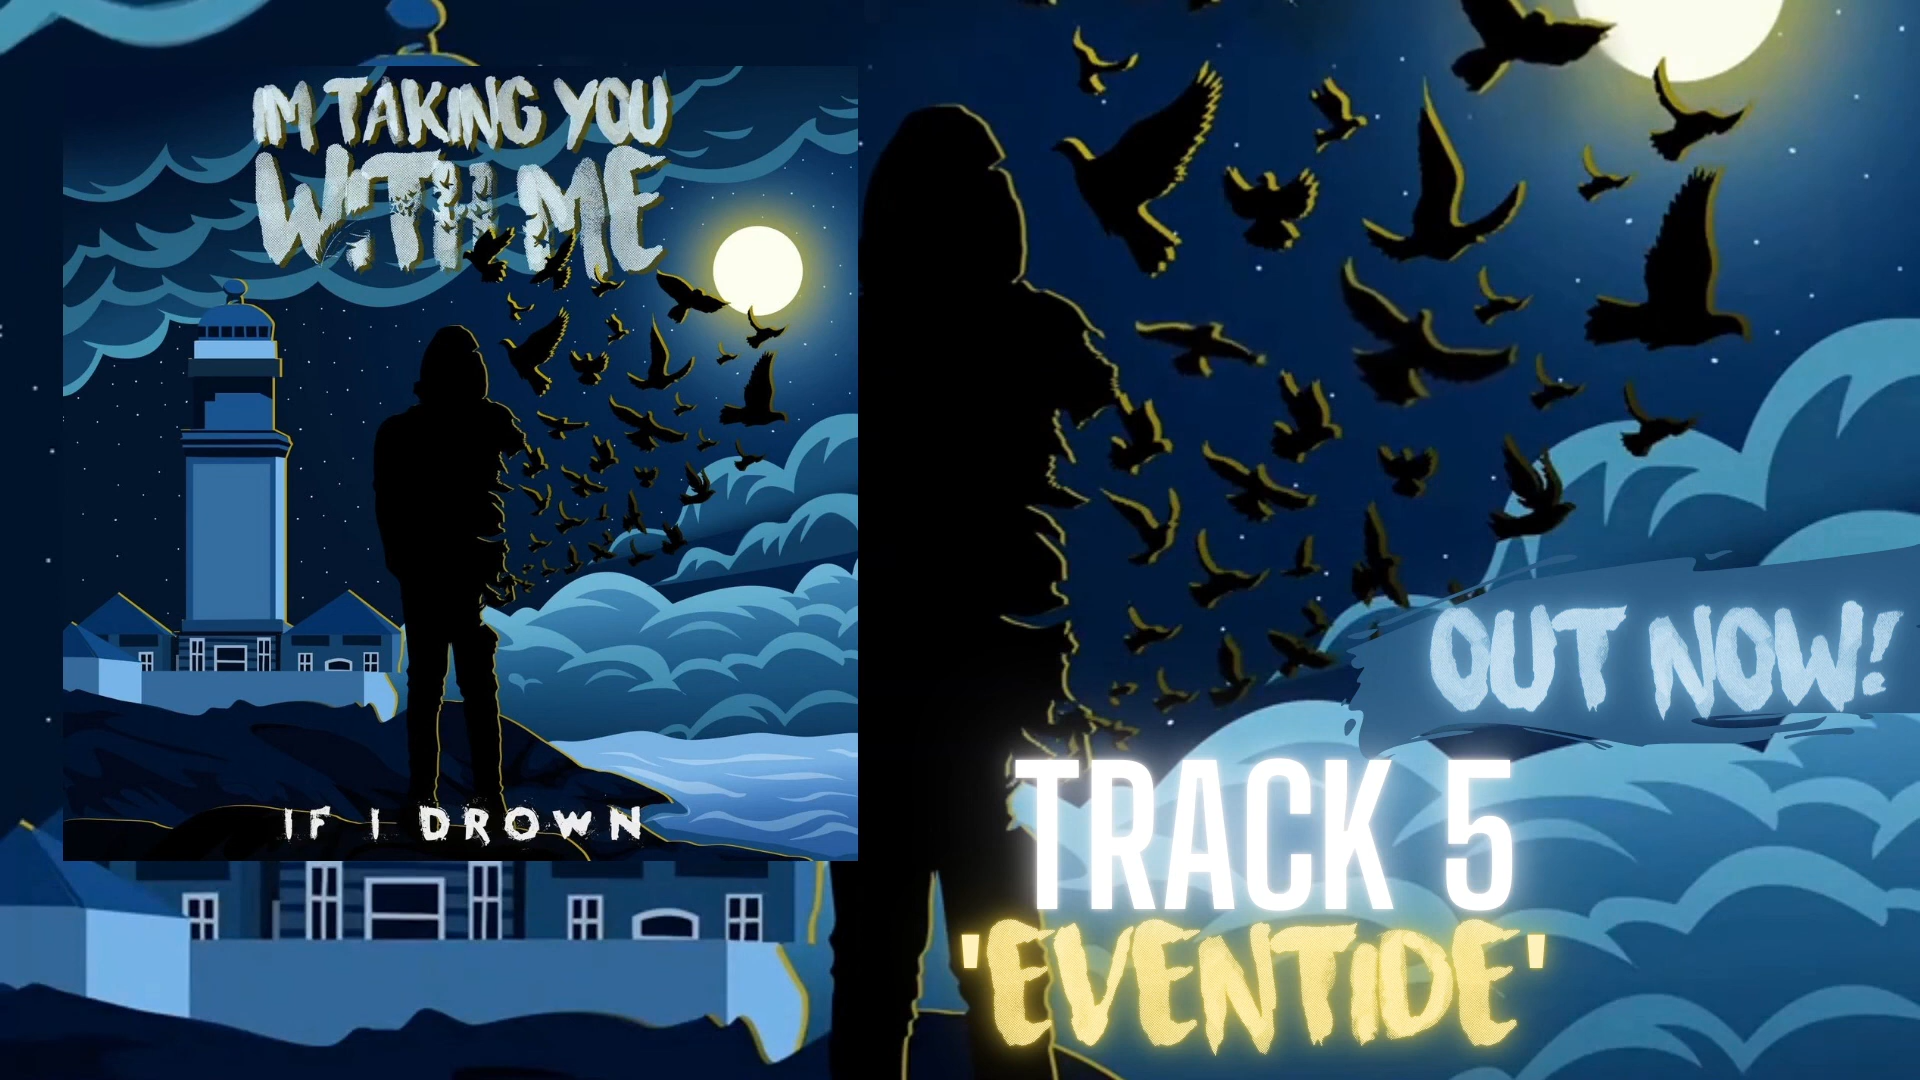 IM TAKING YOU
WITH ME
IF I DROWN
OUT NOW!
TRACK 5
'EVENTIDE'